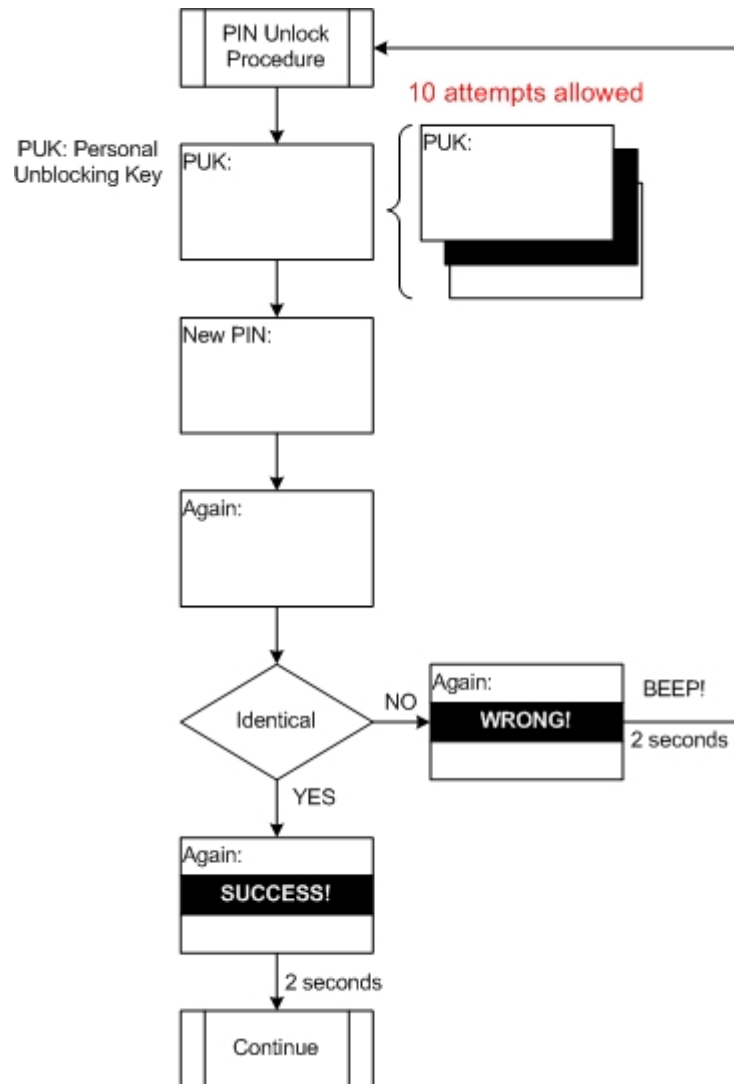 PIN Unlock
Procedure
10 attempts allowed
PUK: Personal
Unblocking Key
PUK:
PUK:
New PIN:
Again:
Identical
NO
Again:
WRONG!
BEEP!
2 seconds
YES
Again:
SUCCESS!
2 seconds
Continue